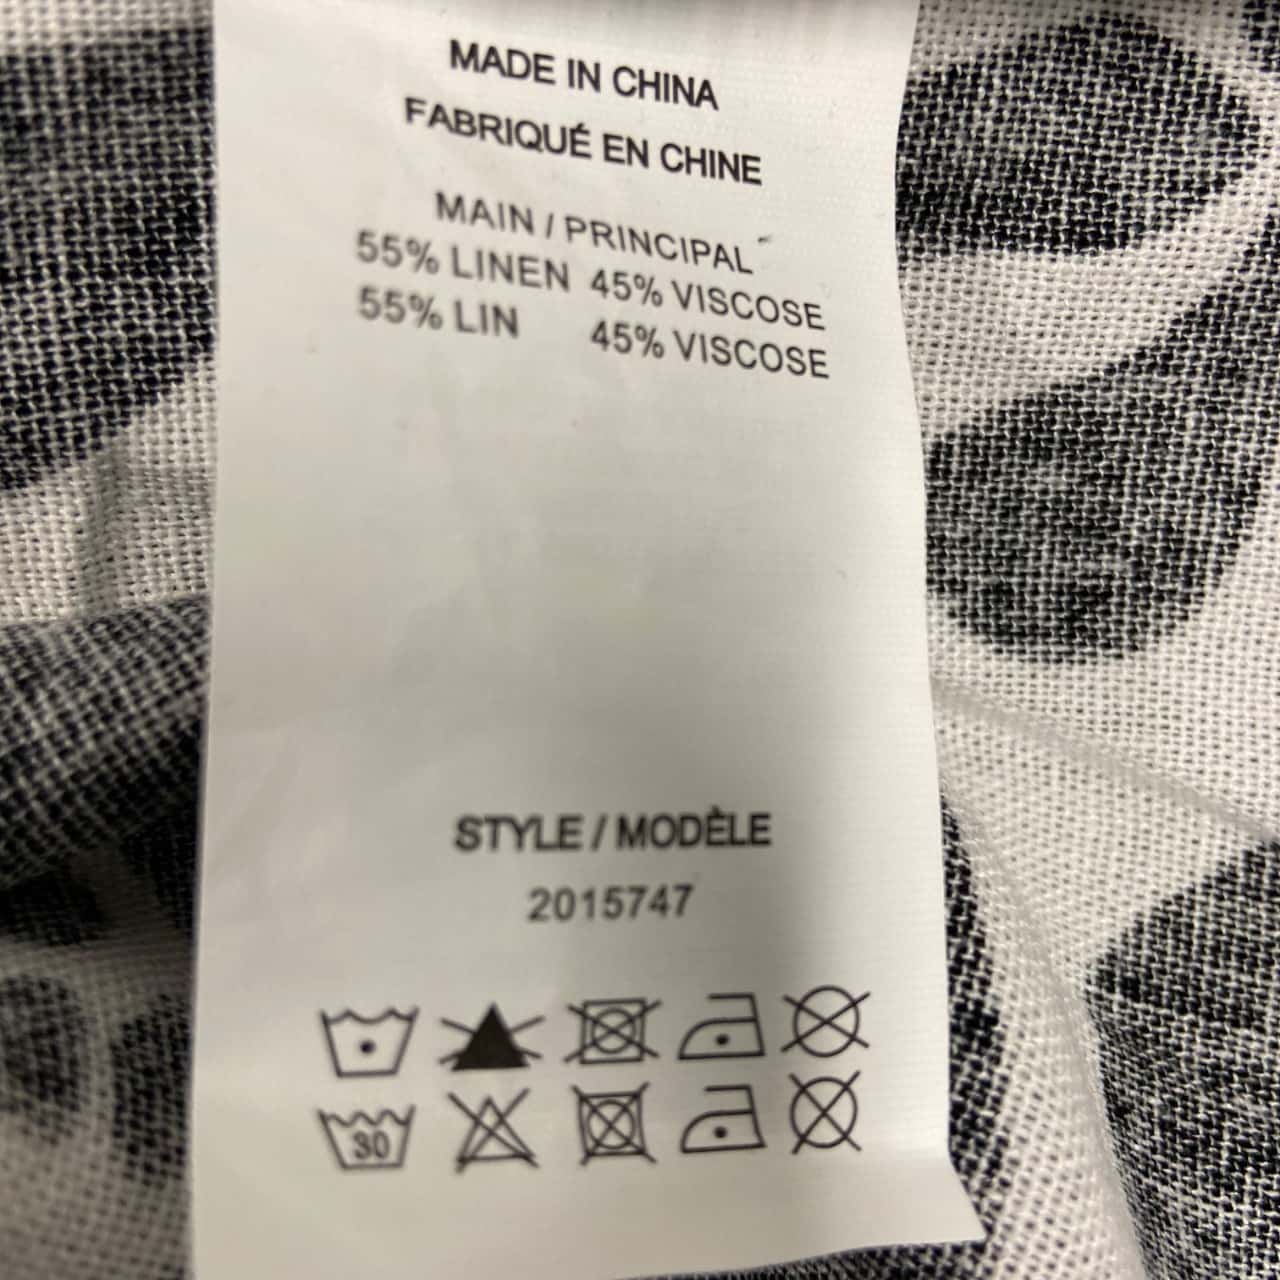 MADE IN CHINA
FABRIQUÉ EN CHINE
MAIN / PRINCIPAL
55% LINEN 45% VISCOSE
55% LIN 45% VISCOSE
STYLE / MODÈLE
2015747
30